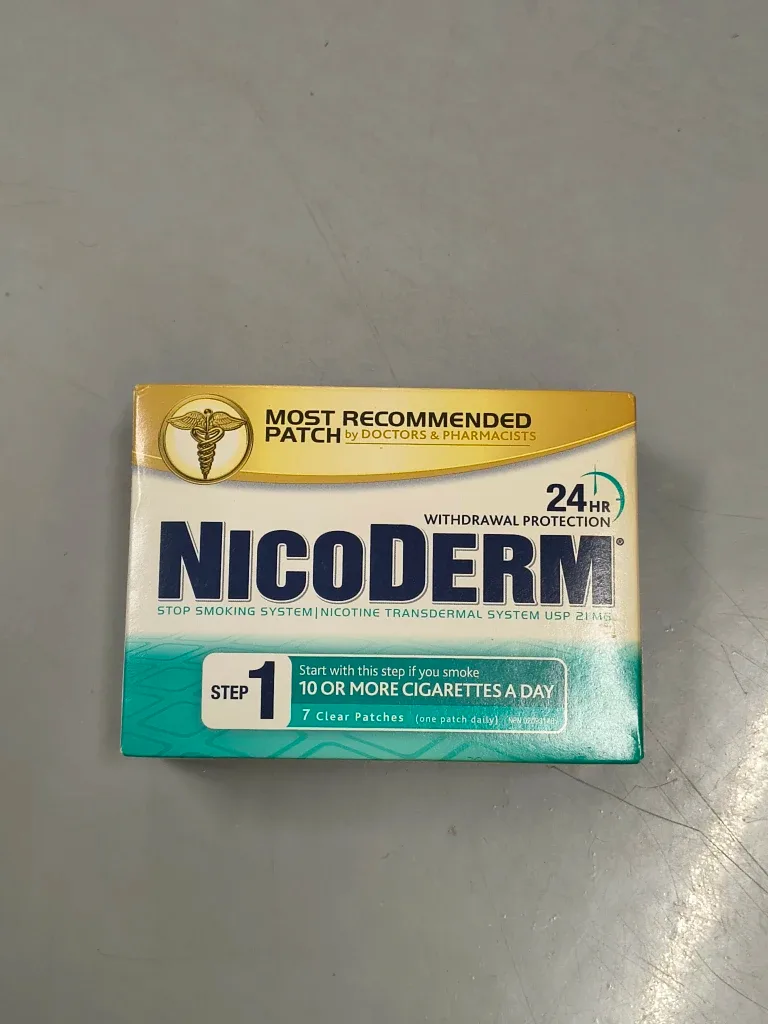 MOST RECOMMENDED
PATCH by DOCTORS & PHARMACISTS
24HR
WITHDRAWAL PROTECTION
NICODERM®
STOP SMOKING SYSTEM|NICOTINE TRANSDERMAL SYSTEM USP 21 MG
STEP 1
Start with this step if you smoke
10 OR MORE CIGARETTES A DAY
7 Clear Patches (one patch daily)